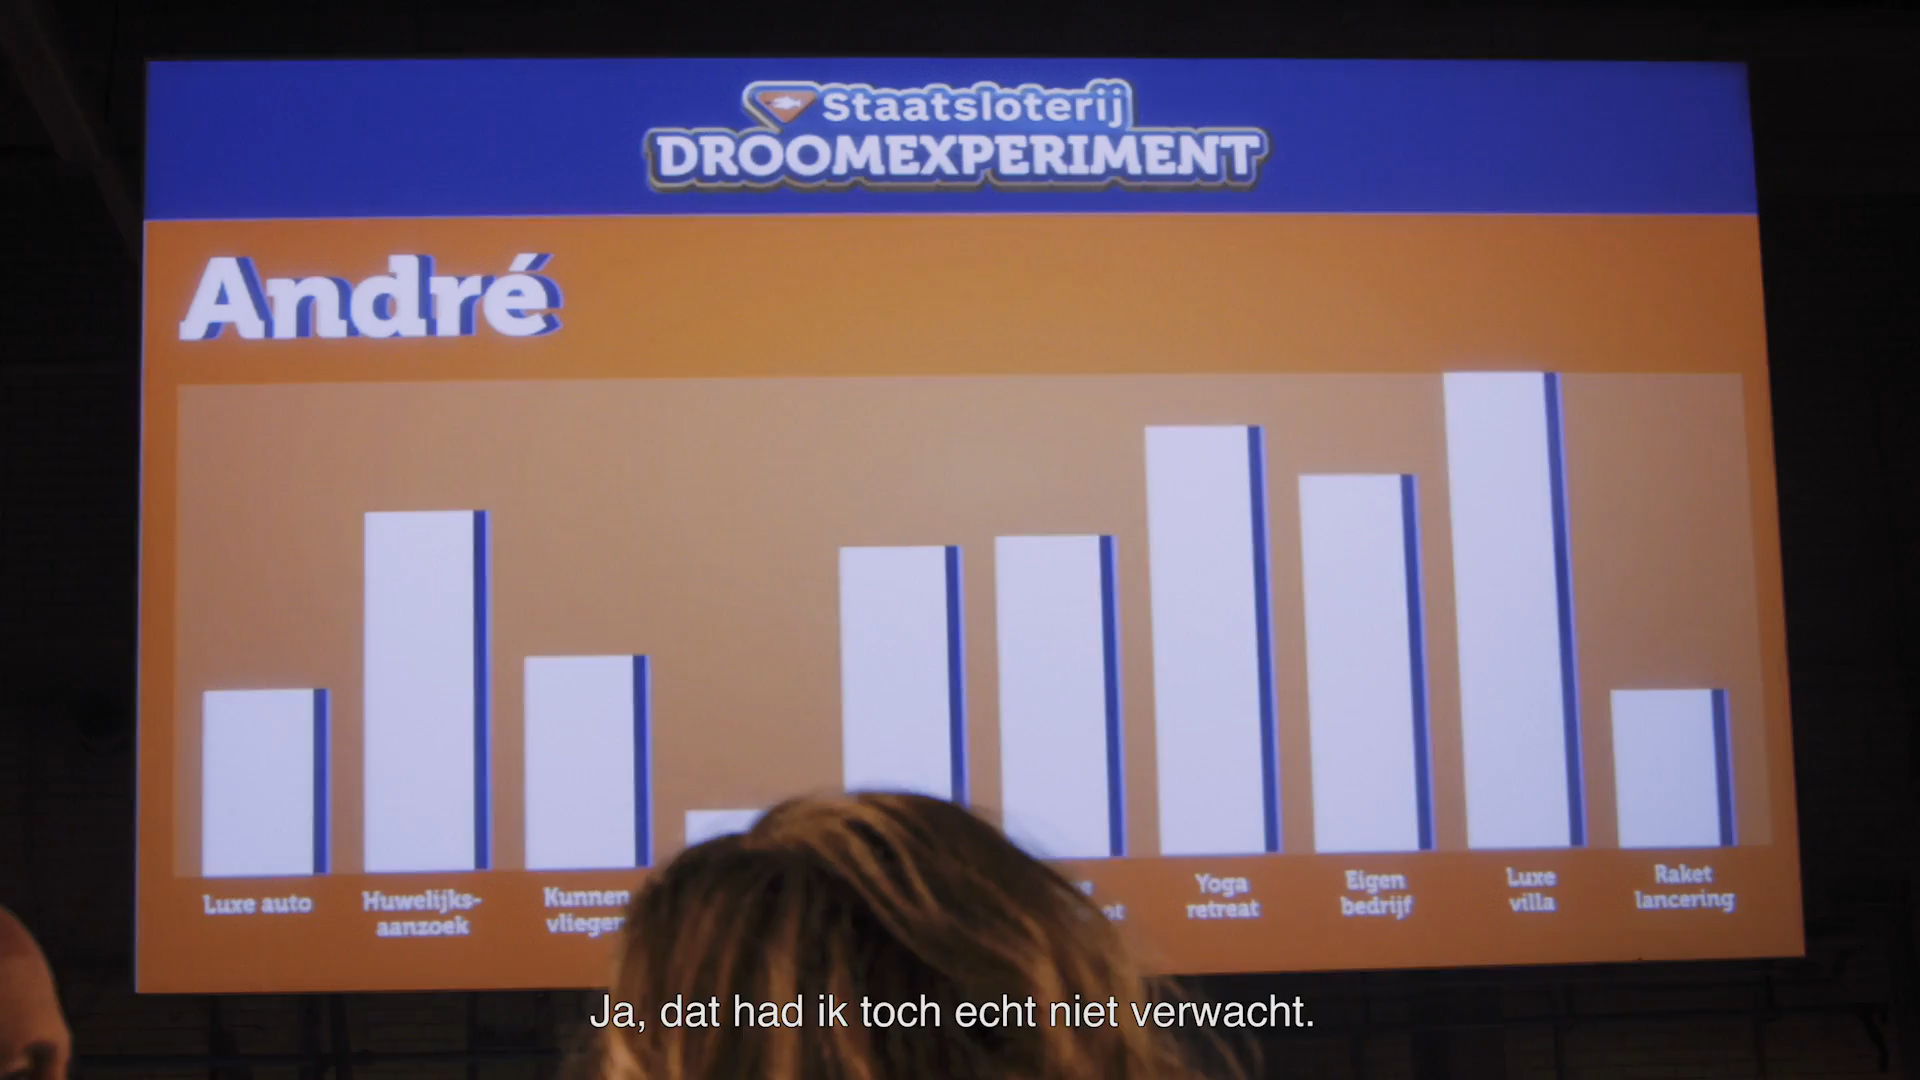 Staatsloterij
DROOMEXPERIMENT
André
Luxe auto
Huwelijks-
aanzoek
Kunnen
Yoga
retreat
Eigen
bedrijf
Luxe
villa
Raket
lancering
Ja, dat had ik toch echt niet verwacht.